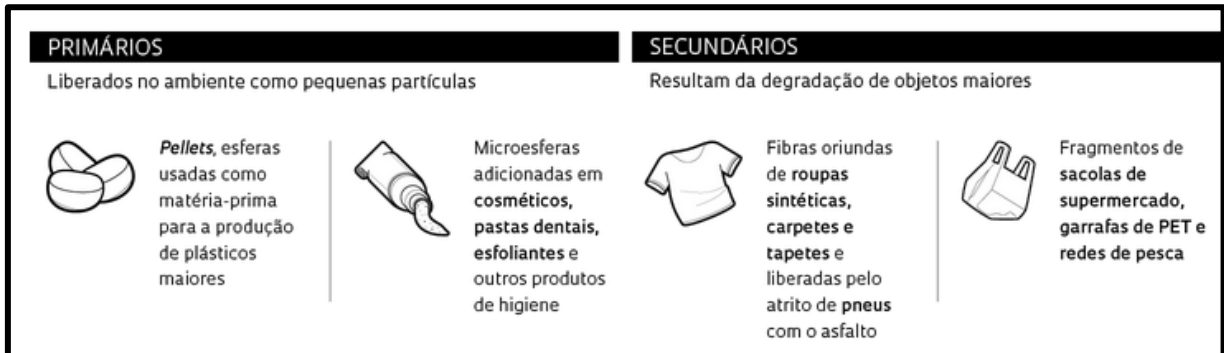 PRIMÁRIOS
Liberados no ambiente como pequenas partículas
Pellets, esferas
usadas como
matéria-prima
para a produção
de plásticos
maiores
Microesferas
adicionadas em
cosméticos,
pastas dentais,
esfoliantes e
outros produtos
de higiene
SECUNDÁRIOS
Resultam da degradação de objetos maiores
Fibras oriundas
de roupas
sintéticas,
carpetes e
tapetes e
liberadas pelo
atrito de pneus
com o asfalto
Fragmentos de
sacolas de
supermercado,
garrafas de PET e
redes de pesca